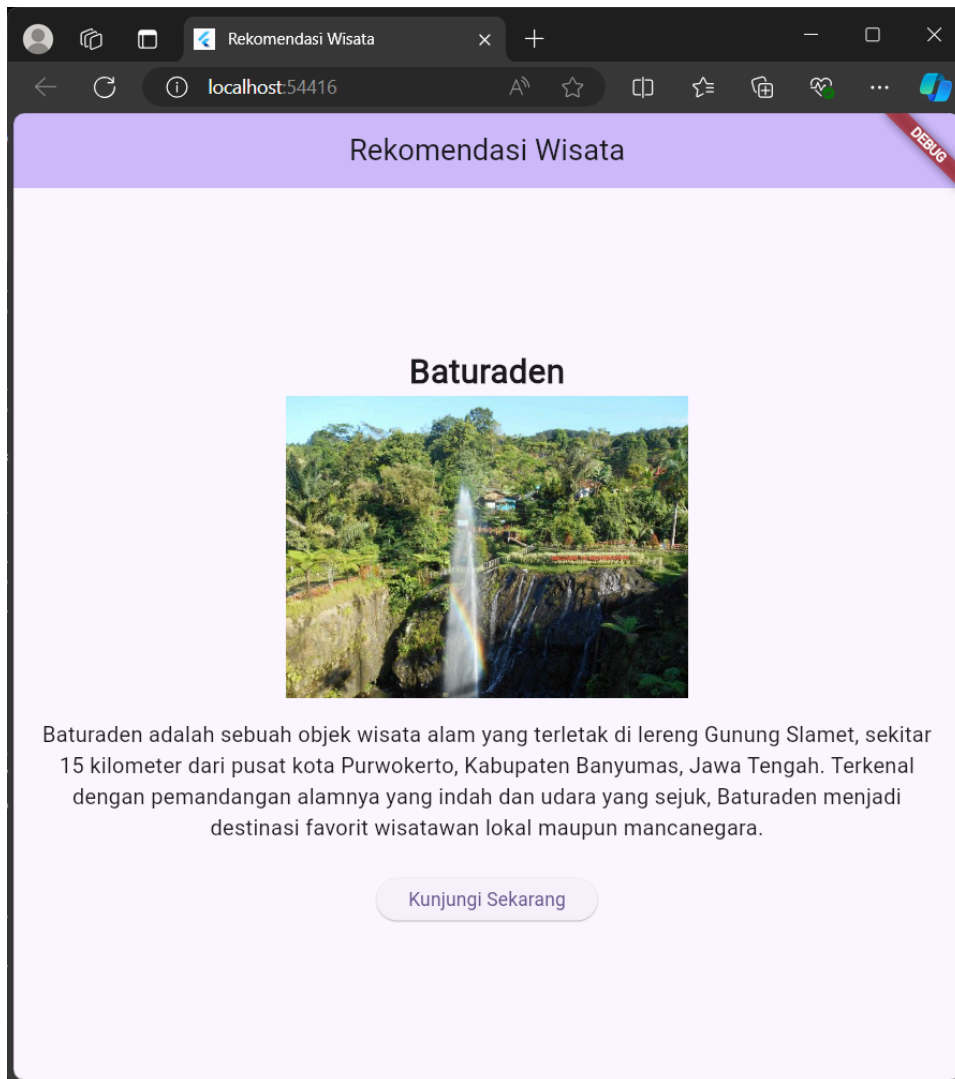 Rekomendasi Wisata
localhost:54416
Rekomendasi Wisata
DEBUG
Baturaden
Baturaden adalah sebuah objek wisata alam yang terletak di lereng Gunung Slamet, sekitar
15 kilometer dari pusat kota Purwokerto, Kabupaten Banyumas, Jawa Tengah. Terkenal
dengan pemandangan alamnya yang indah dan udara yang sejuk, Baturaden menjadi
destinasi favorit wisatawan lokal maupun mancanegara.
Kunjungi Sekarang